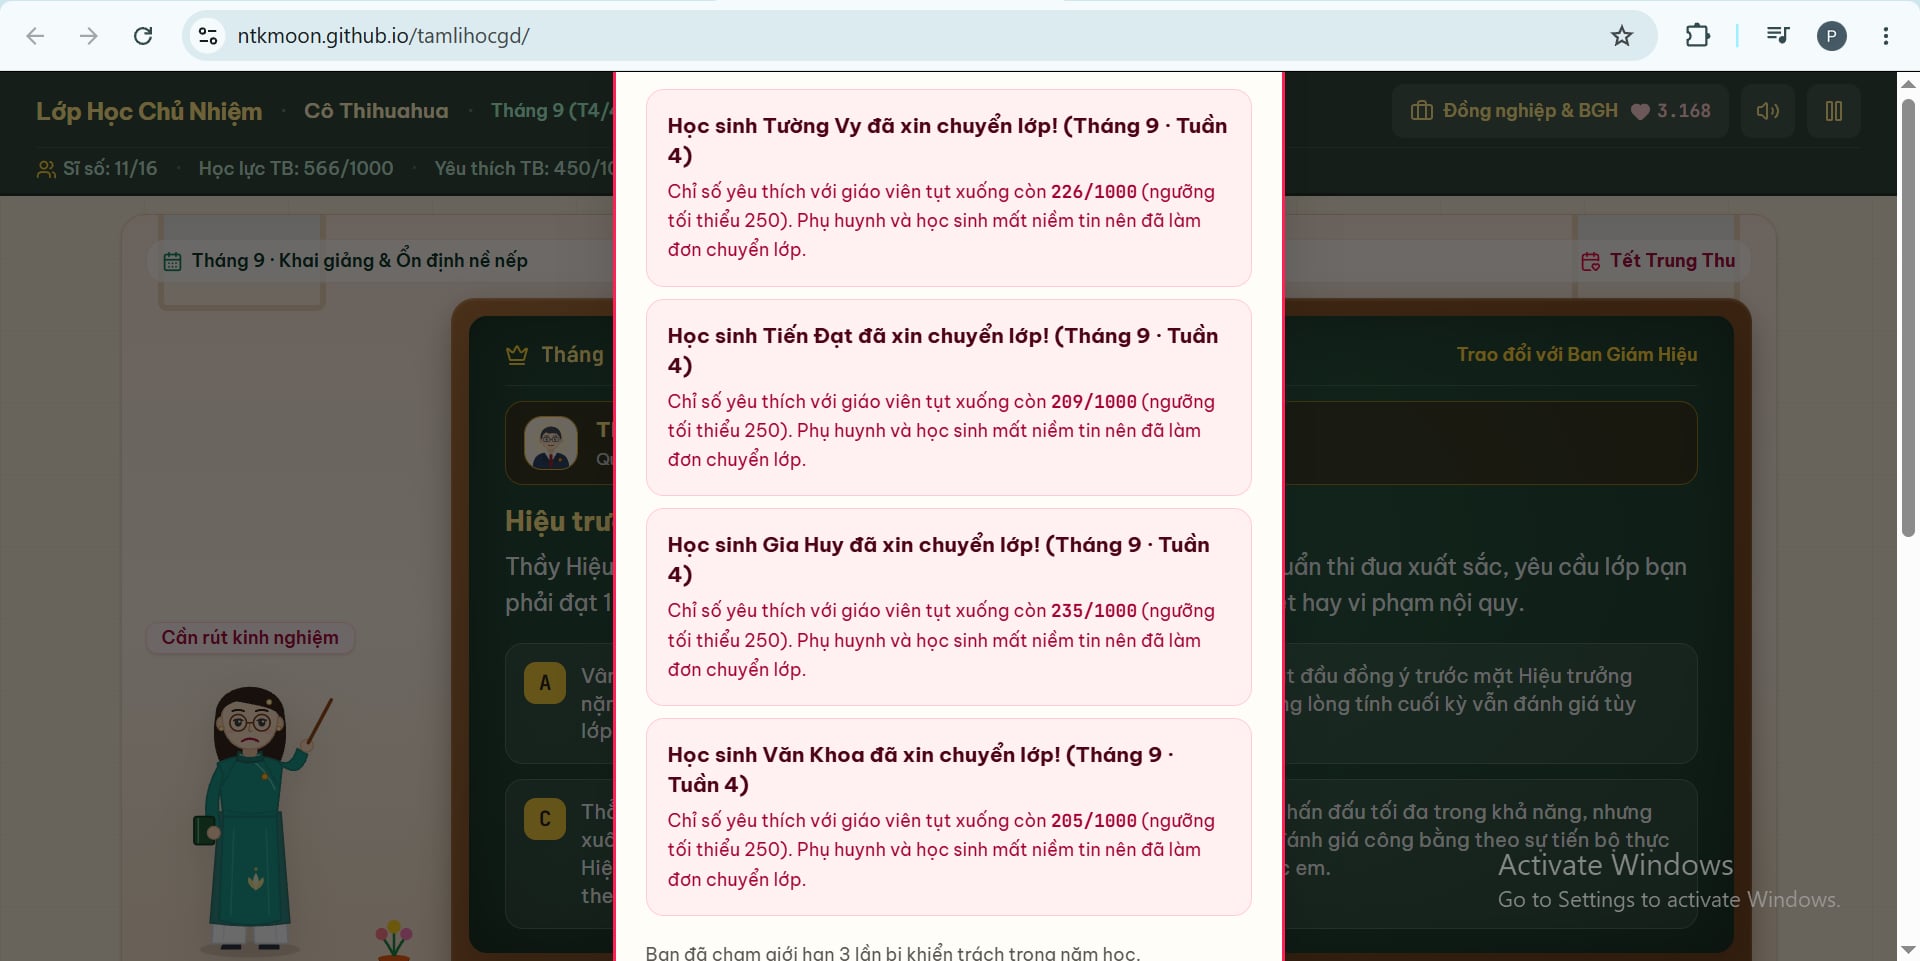 ntkmoon.github.io/tamlihocgd/
P
Lớp Học Chủ Nhiệm · Cô Thihuahua · Tháng 9 (T4/
Đồng nghiệp & BGH 3.168
Sĩ số: 11/16 · Học lực TB: 566/1000 · Yêu thích TB: 450/10
Tháng 9 · Khai giảng & Ổn định nề nếp
Tết Trung Thu
Tháng
Trao đổi với Ban Giám Hiệu
Hiệu trư
Thầy Hiệu
uẩn thi đua xuất sắc, yêu cầu lớp bạn
phải đạt 1
t hay vi phạm nội quy.
Cần rút kinh nghiệm
A
t đầu đồng ý trước mặt Hiệu trưởng
g lòng tính cuối kỳ vẫn đánh giá tùy
lớp
C
hấn đấu tối đa trong khả năng, nhưng
ánh giá công bằng theo sự tiến bộ thực
em.
Học sinh Tường Vy đã xin chuyển lớp! (Tháng 9 · Tuần
4)
Chỉ số yêu thích với giáo viên tụt xuống còn 226/1000 (ngưỡng
tối thiểu 250). Phụ huynh và học sinh mất niềm tin nên đã làm
đơn chuyển lớp.
Học sinh Tiến Đạt đã xin chuyển lớp! (Tháng 9 · Tuần
4)
Chỉ số yêu thích với giáo viên tụt xuống còn 209/1000 (ngưỡng
tối thiểu 250). Phụ huynh và học sinh mất niềm tin nên đã làm
đơn chuyển lớp.
Học sinh Gia Huy đã xin chuyển lớp! (Tháng 9 · Tuần
4)
Chỉ số yêu thích với giáo viên tụt xuống còn 235/1000 (ngưỡng
tối thiểu 250). Phụ huynh và học sinh mất niềm tin nên đã làm
đơn chuyển lớp.
Học sinh Văn Khoa đã xin chuyển lớp! (Tháng 9 ·
Tuần 4)
Chỉ số yêu thích với giáo viên tụt xuống còn 205/1000 (ngưỡng
tối thiểu 250). Phụ huynh và học sinh mất niềm tin nên đã làm
đơn chuyển lớp.
Bạn đã chạm giới hạn 3 lần bị khiển trách trong năm học.
Activate Windows
Go to Settings to activate Windows.